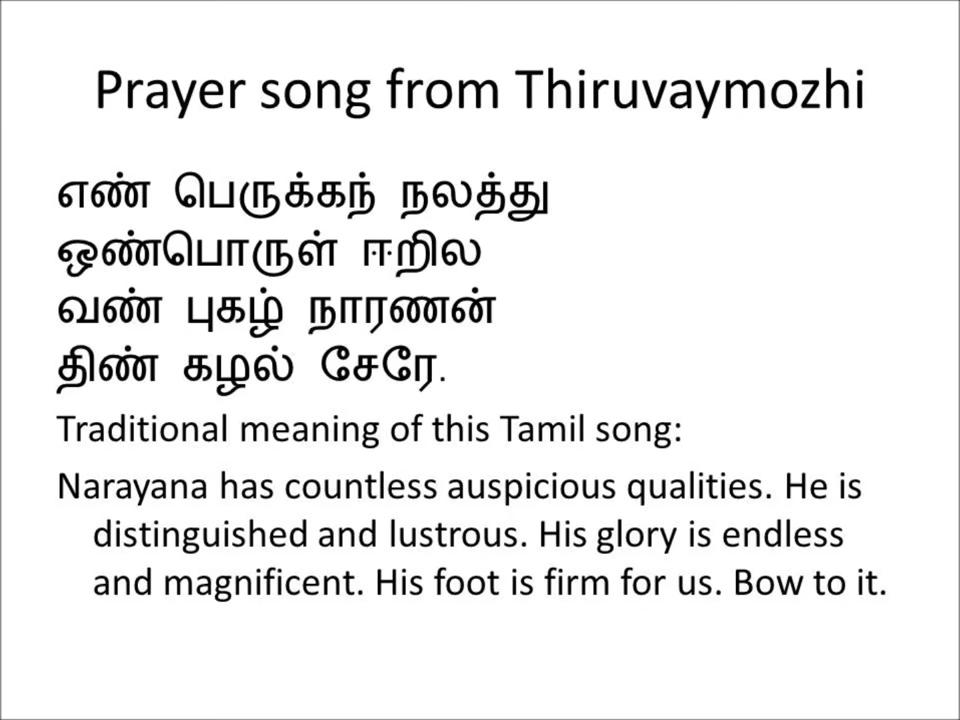 Prayer song from Thiruvaymozhi
எண் பெருக்கந் நலத்து
ஒண்பொருள் ஈறில
வண் புகழ் நாரணன்
திண் கழல் சேரே.
Traditional meaning of this Tamil song:
Narayana has countless auspicious qualities. He is
distinguished and lustrous. His glory is endless
and magnificent. His foot is firm for us. Bow to it.